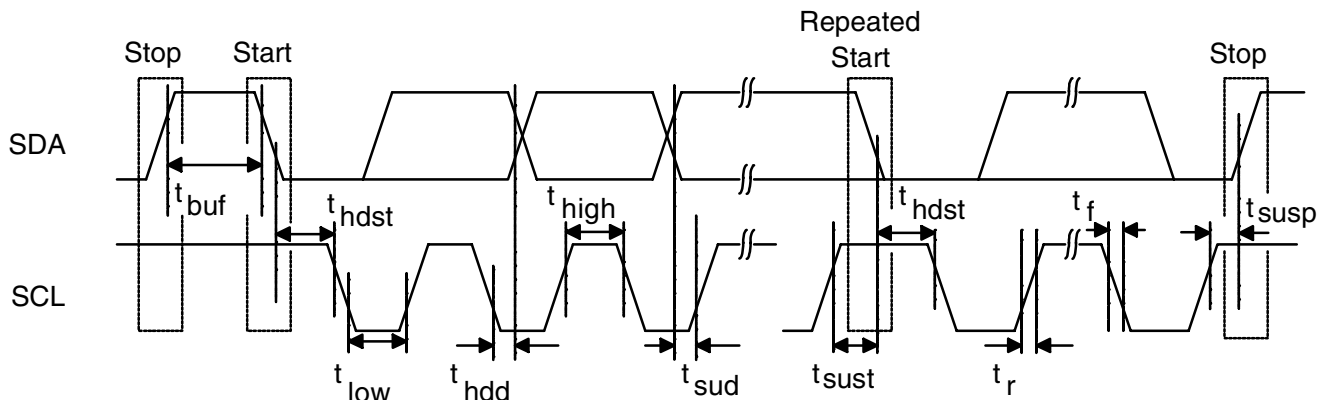 Repeated
Stop Start Start Stop
SDA
t buf t hdst t high t hdst t f t susp
SCL
t low t hdd t sud t sust t r